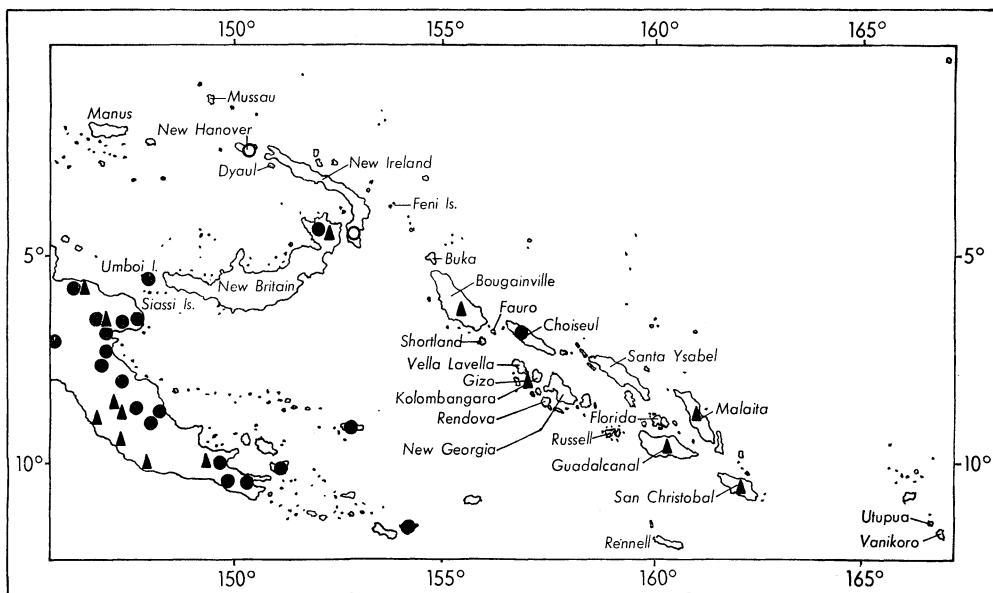 150°
155°
160°
165°
Mussau
Manus
New Hanover
New Ireland
Dyaul
Feni Is.
5°
5°
Buka
Umboi I.
Bougainville
New Britain
Siassi Is.
Fauro
Choiseul
Shortland
Santa Ysabel
Vella Lavella
Gizo
Kolombangara
Malaita
Rendova
Florida
Russell
New Georgia
Guadalcanal
10°
10°
San Christobal
Utupua
Vanikoro
Rennell
150°
155°
160°
165°